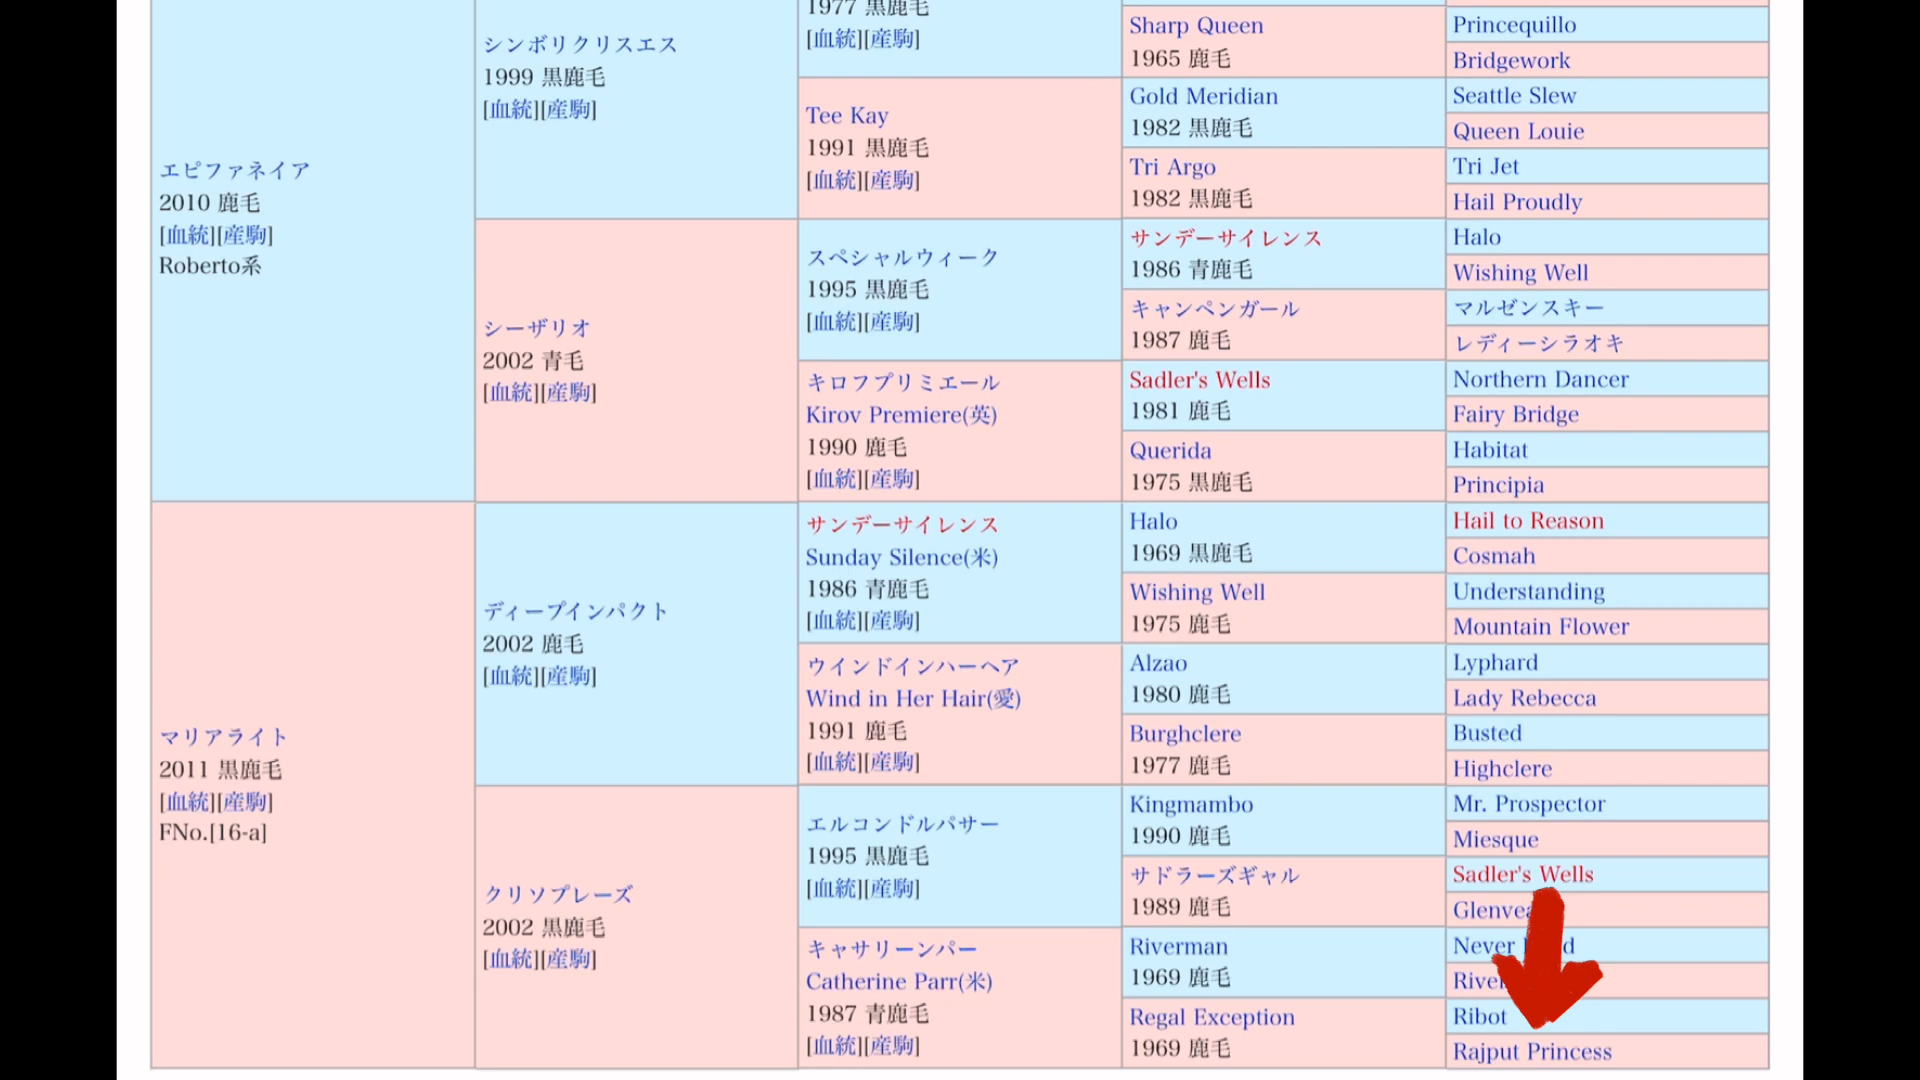 エピファネイア
2010 鹿毛
[血統][産駒]
Roberto系
マリアライト
2011 黒鹿毛
[血統][産駒]
FNo.[16-a]
シンボリクリスエス
1999 黒鹿毛
[血統][産駒]
シーザリオ
2002 青毛
[血統][産駒]
ディープインパクト
2002 鹿毛
[血統][産駒]
クリソプレーズ
2002 黒鹿毛
[血統][産駒]
1977 黒鹿毛
[血統][産駒]
Tee Kay
1991 黒鹿毛
[血統][産駒]
スペシャルウィーク
1995 黒鹿毛
[血統][産駒]
キロフプリミエール
Kirov Premiere(英)
1990 鹿毛
[血統][産駒]
サンデーサイレンス
Sunday Silence(米)
1986 青鹿毛
[血統][産駒]
ウインドインハーヘア
Wind in Her Hair(愛)
1991 鹿毛
[血統][産駒]
エルコンドルパサー
1995 黒鹿毛
[血統][産駒]
キャサリーンパー
Catherine Parr(米)
1987 青鹿毛
[血統][産駒]
Sharp Queen
1965 鹿毛
Gold Meridian
1982 黒鹿毛
Tri Argo
1982 黒鹿毛
サンデーサイレンス
1986 青鹿毛
キャンペンガール
1987 鹿毛
Sadler's Wells
1981 鹿毛
Querida
1975 黒鹿毛
Halo
1969 黒鹿毛
Wishing Well
1975 鹿毛
Alzao
1980 鹿毛
Burghclere
1977 鹿毛
Kingmambo
1990 鹿毛
サドラーズギャル
1989 鹿毛
Riverman
1969 鹿毛
Regal Exception
1969 鹿毛
Princequillo
Bridgework
Seattle Slew
Queen Louie
Tri Jet
Hail Proudly
Halo
Wishing Well
マルゼンスキー
レディーシラオキ
Northern Dancer
Fairy Bridge
Habitat
Principia
Hail to Reason
Cosmah
Understanding
Mountain Flower
Lyphard
Lady Rebecca
Busted
Highclere
Mr. Prospector
Miesque
Sadler's Wells
Never
Ribot
Rajput Princess